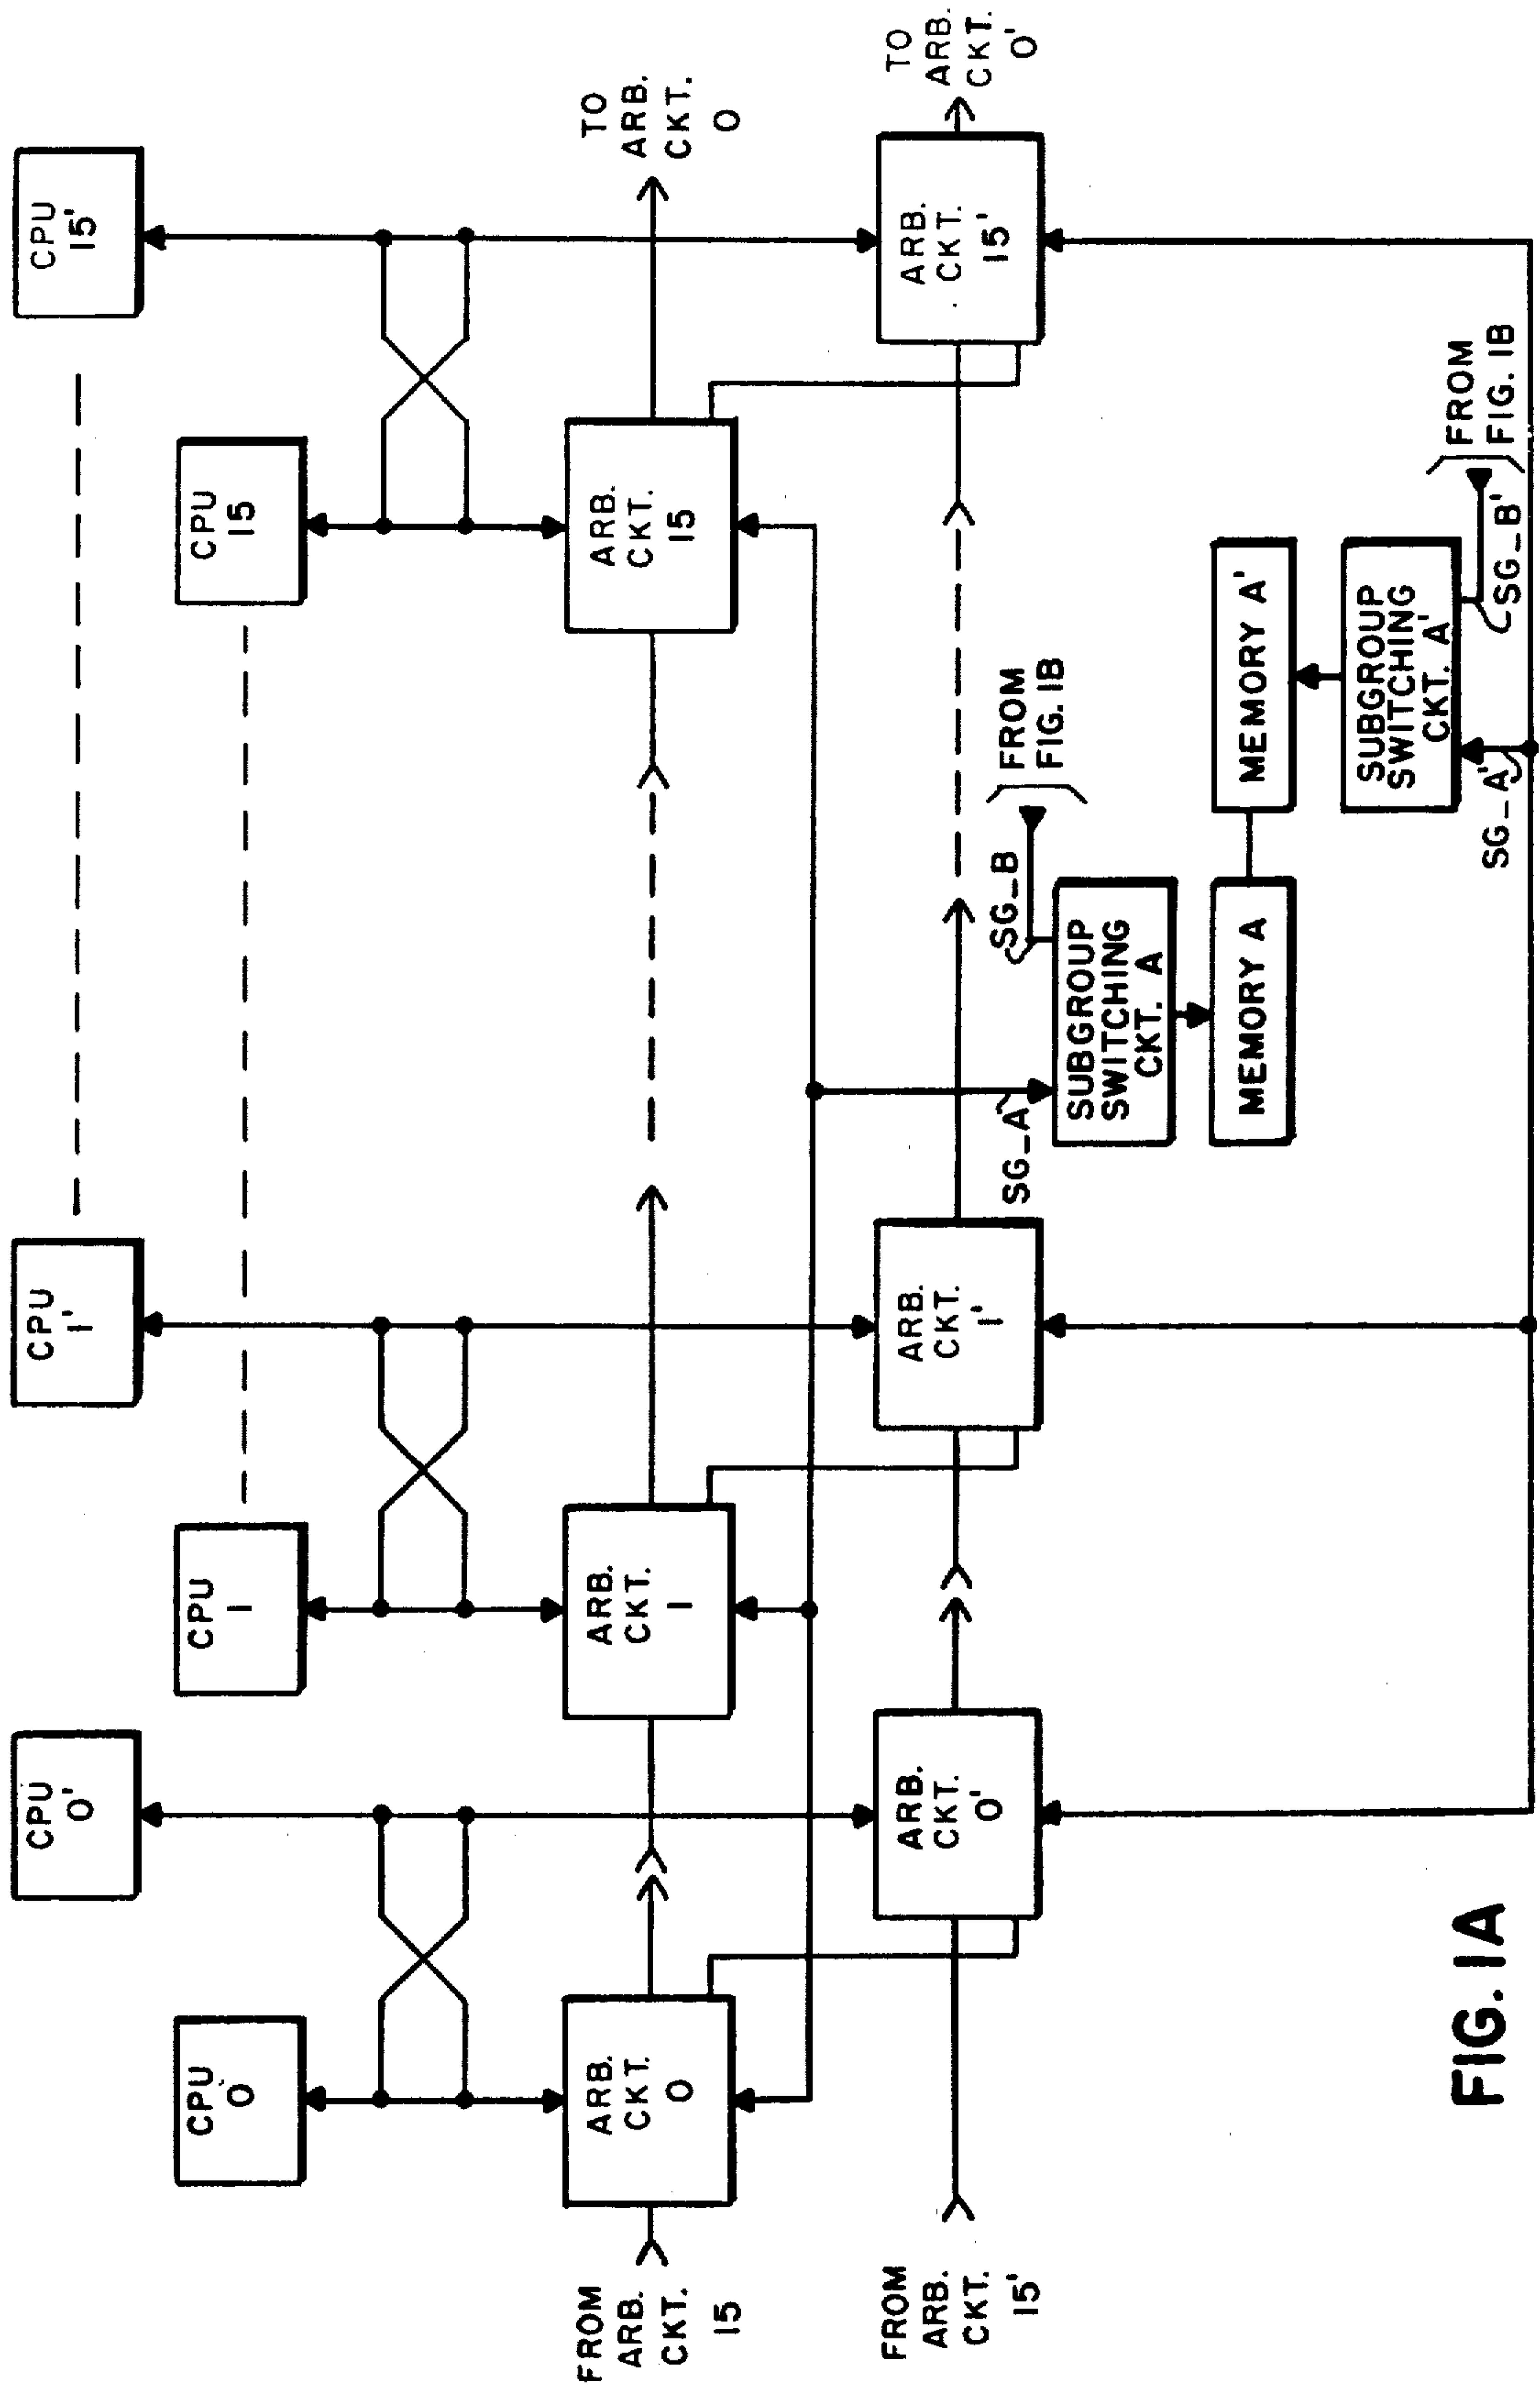 CPU
0
CPU
0'
CPU
1
CPU
1'
CPU
15
CPU
15'
FROM
ARB.
CKT.
15
ARB.
CKT.
0
ARB.
CKT.
1
ARB.
CKT.
15
TO
ARB.
CKT.
0
FROM
ARB.
CKT.
15'
ARB.
CKT.
0'
ARB.
CKT.
1'
ARB.
CKT.
15'
TO
ARB.
CKT.
0'
SG_A
SG_B
FROM
FIG. 1B
SUBGROUP
SWITCHING
CKT. A
MEMORY A
MEMORY A'
SUBGROUP
SWITCHING
CKT. A'
SG_A'
SG_B'
FROM
FIG. 1B
FIG. 1A